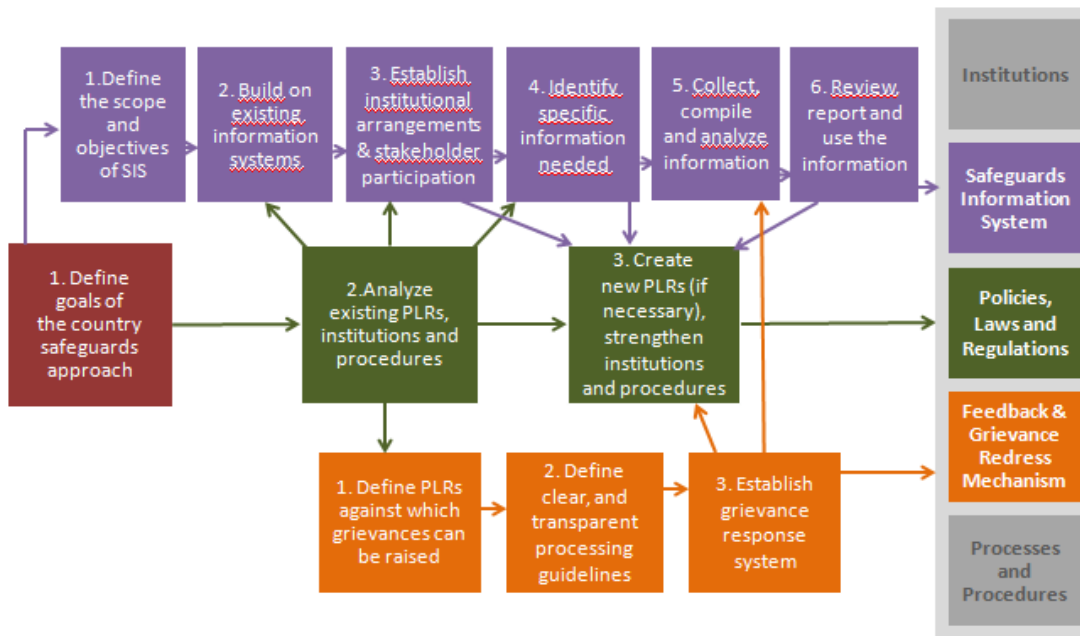 1.Define
the scope
and
objectives
of SIS
2. Build on
existing
information
systems
3. Establish
institutional
arrangements
& stakeholder
participation
4. Identify
specific
information
needed
5. Collect,
compile
and analyze
information
6. Review,
report and
use the
information
Institutions
Safeguards
Information
System
1. Define
goals of
the country
safeguards
approach
2.Analyze
existing PLRs,
institutions and
procedures
3. Create
new PLRs (if
necessary),
strengthen
institutions
and procedures
Policies,
Laws and
Regulations
1. Define PLRs
against which
grievances can
be raised
2. Define
clear, and
transparent
processing
guidelines
3. Establish
grievance
response
system
Feedback &
Grievance
Redress
Mechanism
Processes
and
Procedures